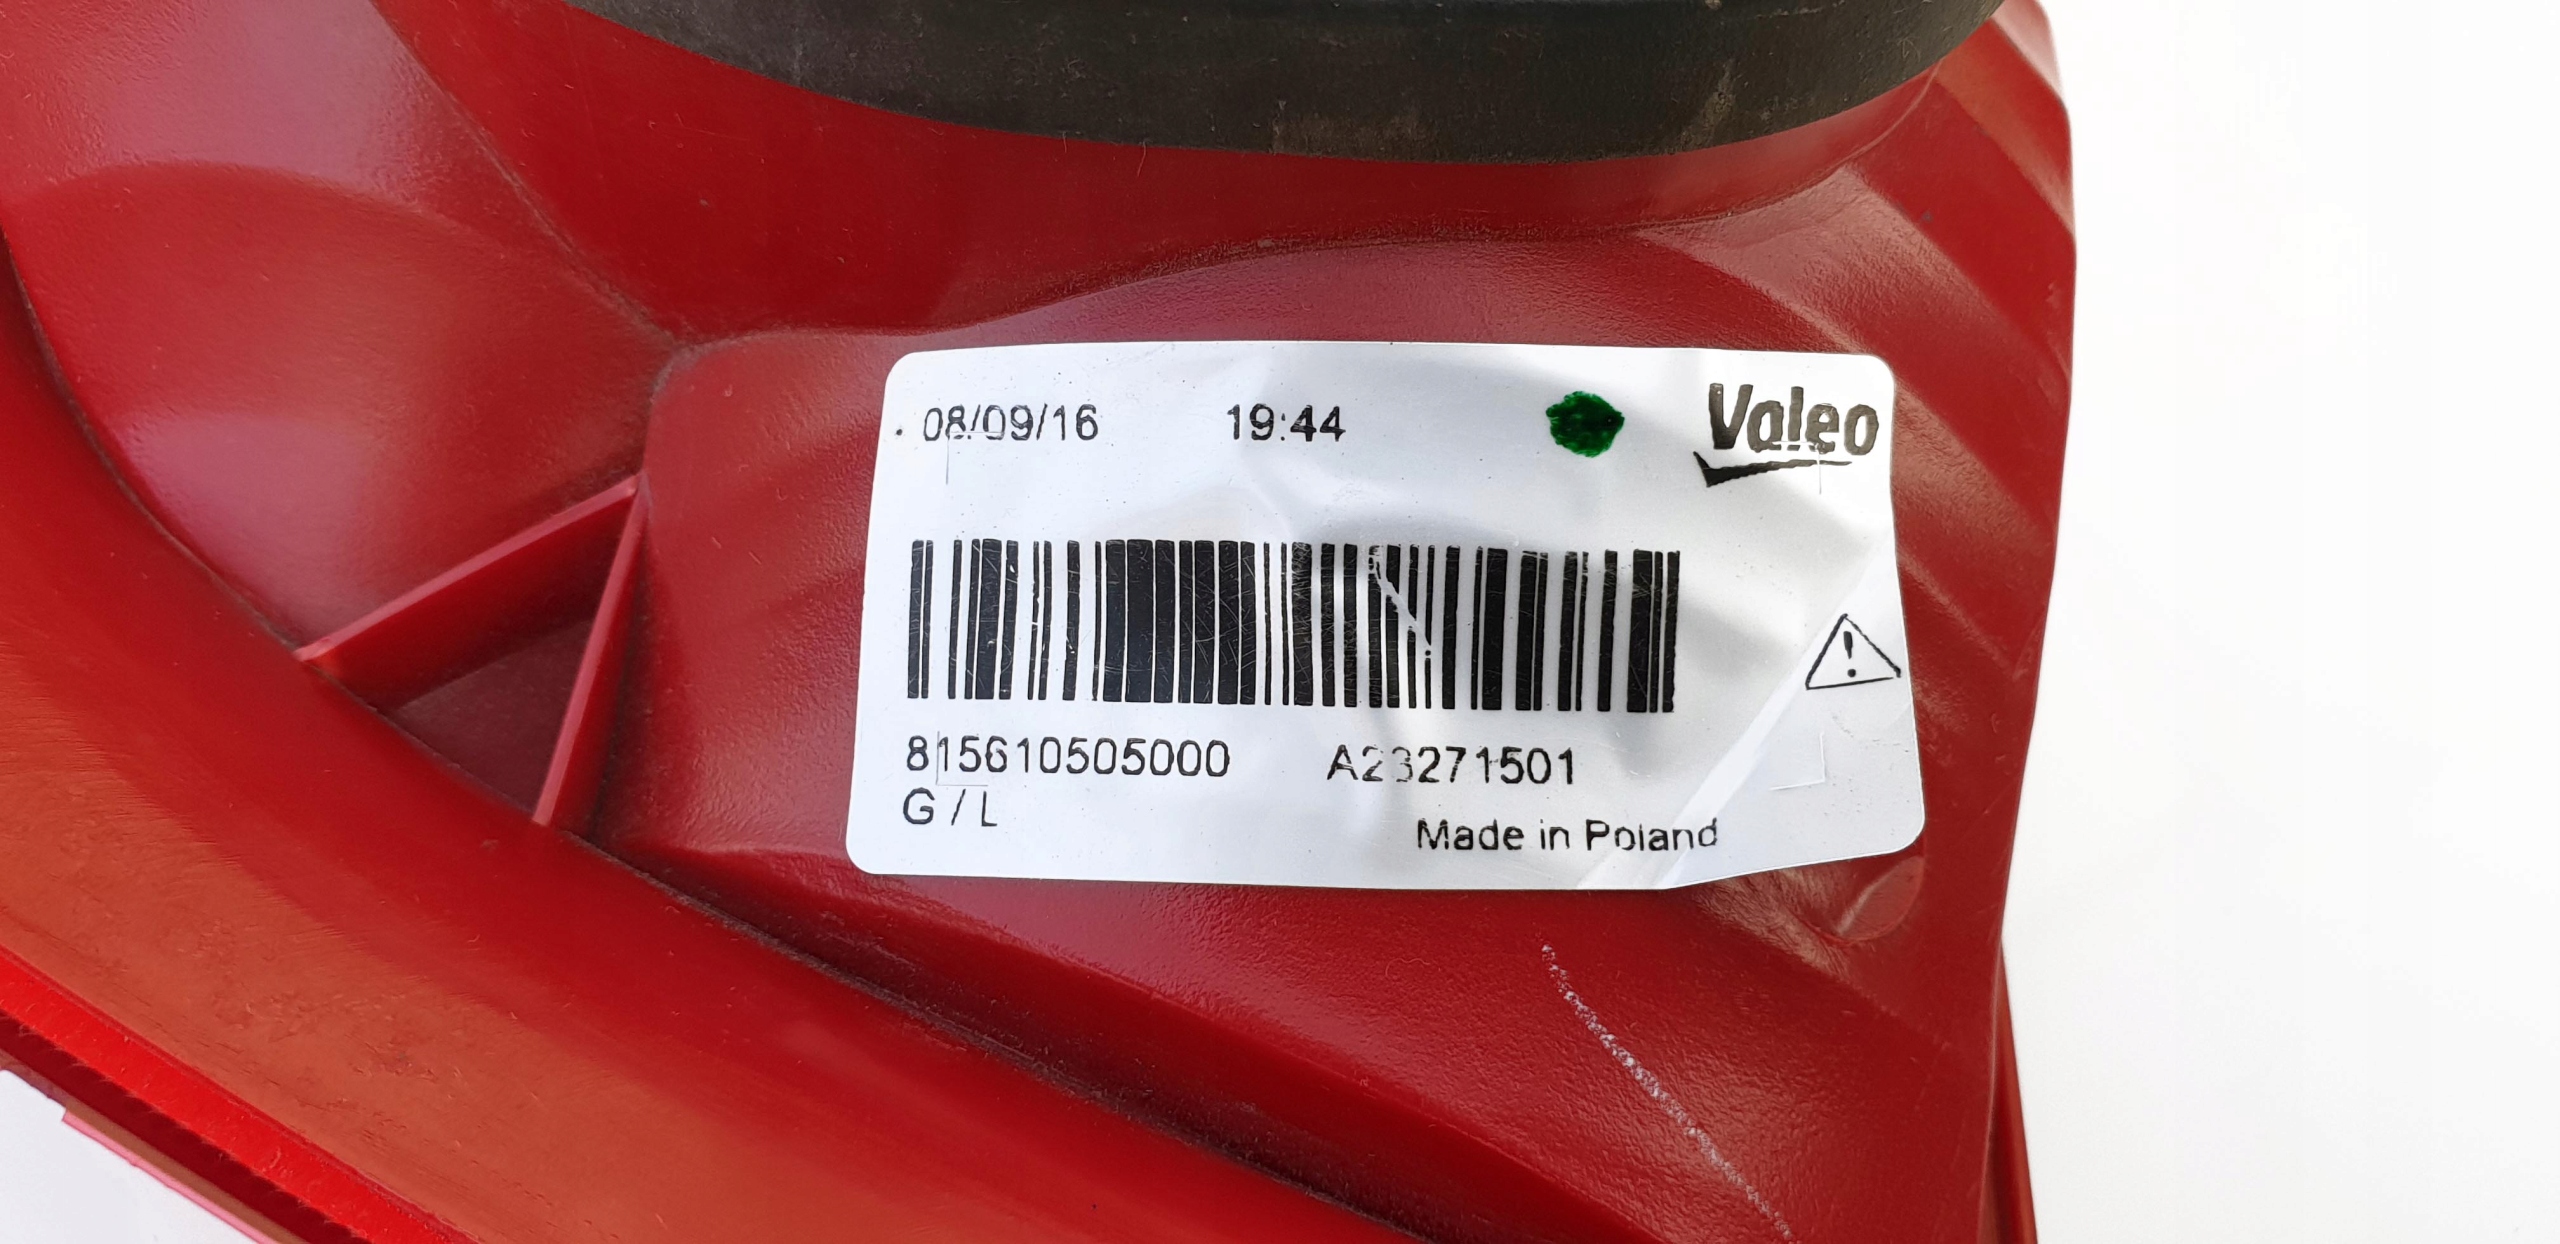 08/09/16 19:44 Valeo
815610505000 A23271501
G / L
Made in Poland